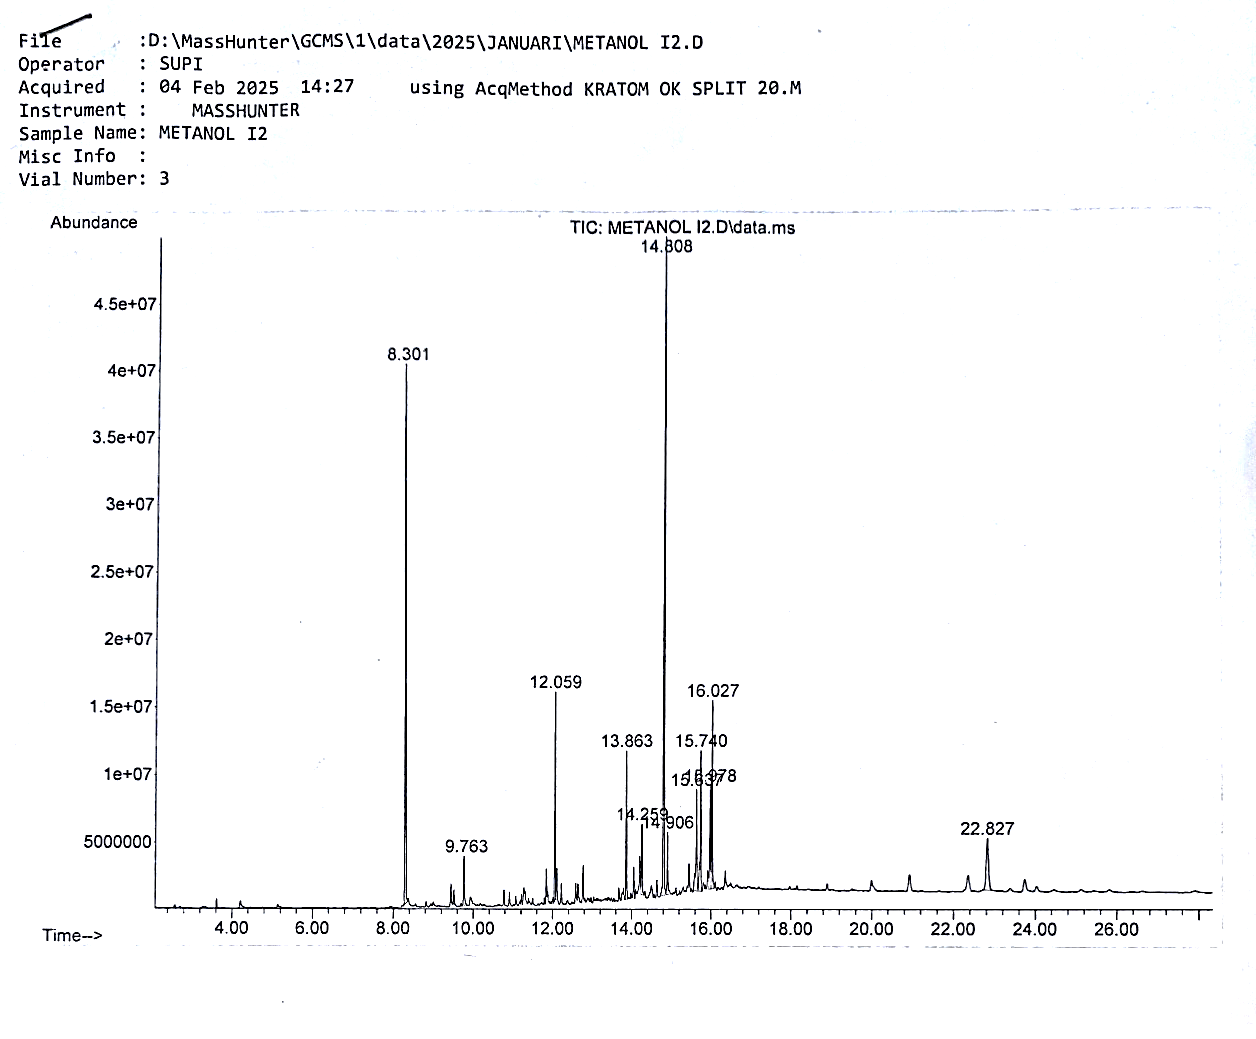 File :D:\MassHunter\GCMS\1\data\2025\JANUARI\METANOL I2.D
Operator : SUPI
Acquired : 04 Feb 2025 14:27 using AcqMethod KRATOM OK SPLIT 20.M
Instrument : MASSHUNTER
Sample Name: METANOL I2
Misc Info :
Vial Number: 3
Abundance
TIC: METANOL I2.D\data.ms
14.808
4.5e+07
8.301
4e+07
3.5e+07
3e+07
2.5e+07
2e+07
12.059
16.027
1.5e+07
13.863 15.740
1e+07
15.637 15.978
14.259
14.906
5000000
9.763
22.827
4.00 6.00 8.00 10.00 12.00 14.00 16.00 18.00 20.00 22.00 24.00 26.00
Time-->